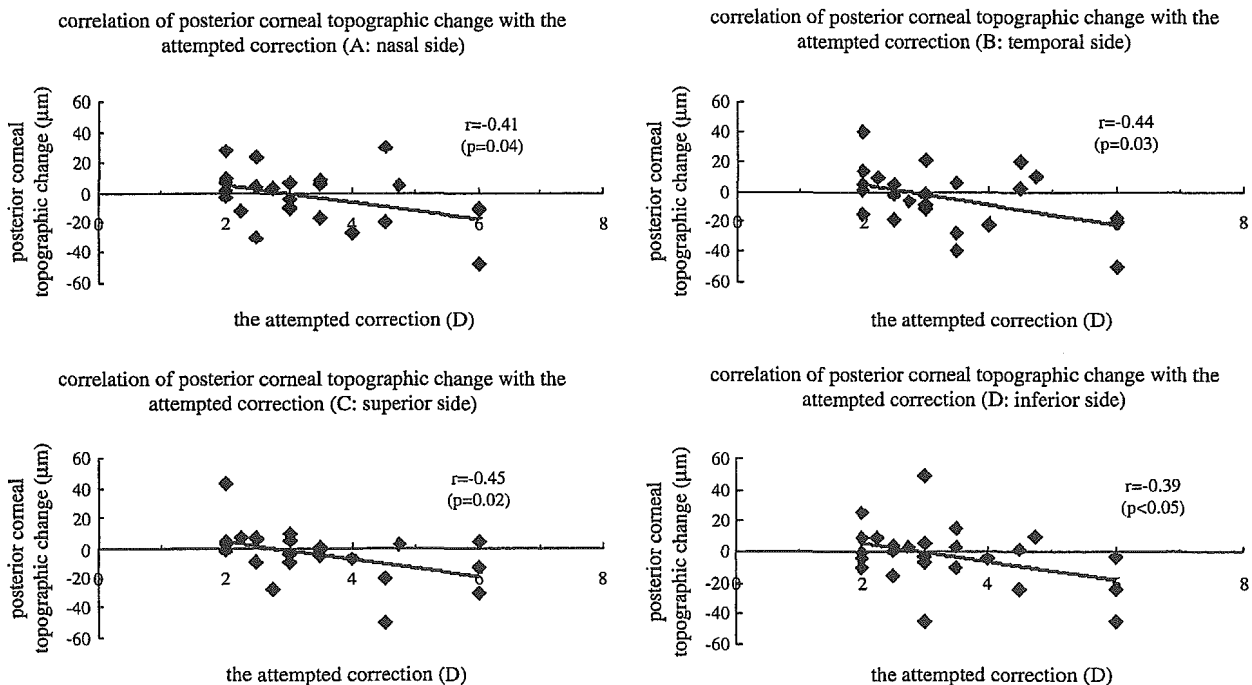 correlation of posterior corneal topographic change with the
attempted correction (A: nasal side)
posterior corneal
topographic change (μm)
60
40
20
0
-20
-40
-60
0
2
4
6
8
r=-0.41
(p=0.04)
the attempted correction (D)
correlation of posterior corneal topographic change with the
attempted correction (B: temporal side)
posterior corneal
topographic change (μm)
60
40
20
0
-20
-40
-60
0
2
4
6
8
r=-0.44
(p=0.03)
the attempted correction (D)
correlation of posterior corneal topographic change with the
attempted correction (C: superior side)
posterior corneal
topographic change (μm)
60
40
20
0
-20
-40
-60
0
2
4
6
8
r=-0.45
(p=0.02)
the attempted correction (D)
correlation of posterior corneal topographic change with the
attempted correction (D: inferior side)
posterior corneal
topographic change (μm)
60
40
20
0
-20
-40
-60
0
2
4
6
8
r=-0.39
(p<0.05)
the attempted correction (D)